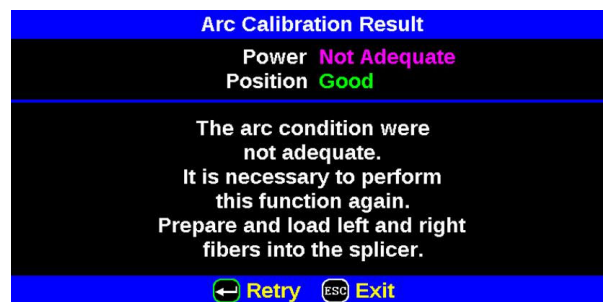 Arc Calibration Result
Power Not Adequate
Position Good
The arc condition were
not adequate.
It is necessary to perform
this function again.
Prepare and load left and right
fibers into the splicer.
Retry ESC Exit